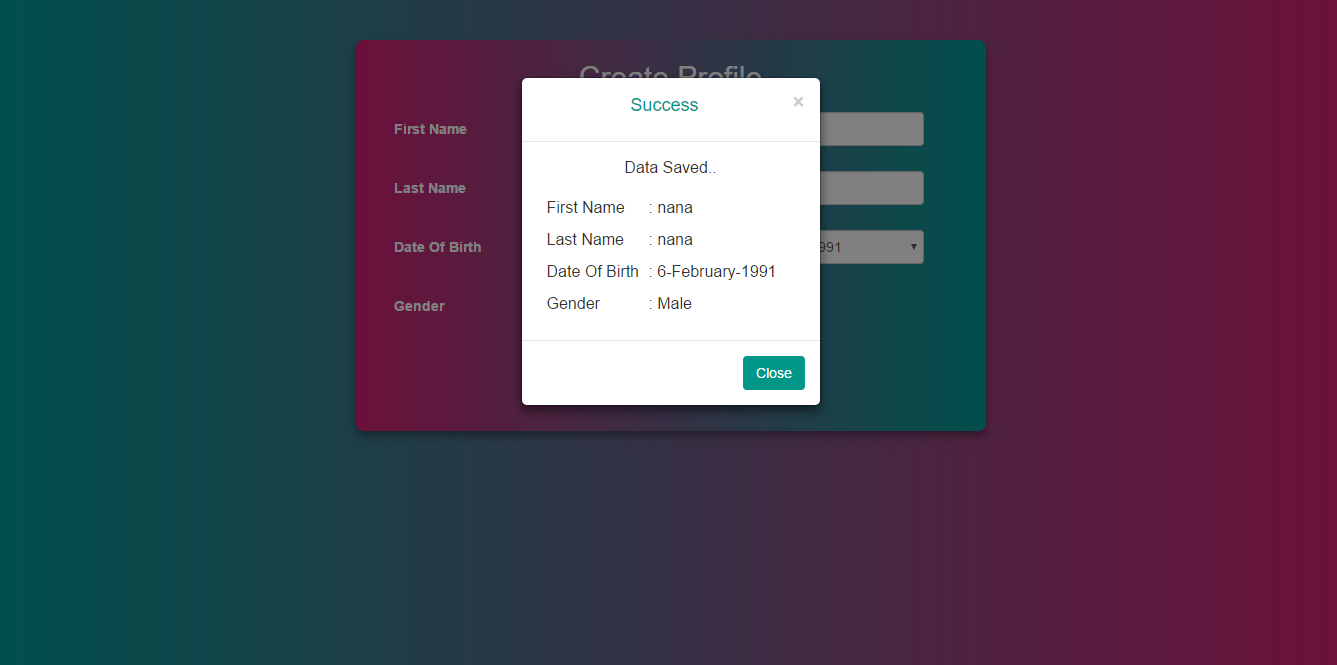 Create Profile
Success ×
Data Saved..
First Name : nana
Last Name : nana
Date Of Birth : 6-February-1991
Gender : Male
Close
First Name
Last Name
Date Of Birth 991
Gender